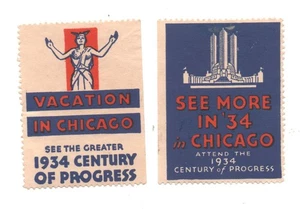 VACATION
IN CHICAGO
SEE THE GREATER
1934 CENTURY
OF PROGRESS
SEE MORE
IN '34
in CHICAGO
ATTEND THE
1934
CENTURY of PROGRESS